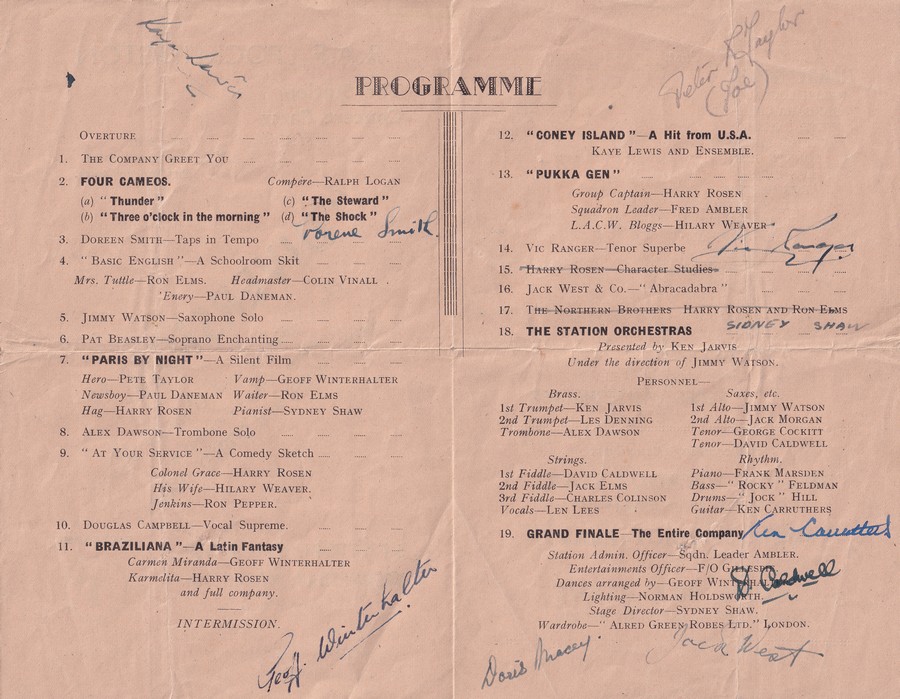 Kaye Lewis
Peter K Taylor
(Joe)
PROGRAMME
OVERTURE
1. THE COMPANY GREET YOU
2. FOUR CAMEOS. Compère—RALPH LOGAN
(a) "Thunder" (c) "The Steward"
(b) "Three o'clock in the morning" (d) "The Shock"
3. DOREEN SMITH—Taps in Tempo
Smith.
4. "BASIC ENGLISH"—A Schoolroom Skit
Mrs. Tuttle—RON ELMS. Headmaster—COLIN VINALL
'Enery—PAUL DANEMAN.
5. JIMMY WATSON—Saxophone Solo
6. PAT BEASLEY—Soprano Enchanting
7. "PARIS BY NIGHT"—A Silent Film
Hero—PETE TAYLOR Vamp—GEOFF WINTERHALTER
Newsboy—PAUL DANEMAN Waiter—RON ELMS
Hag—HARRY ROSEN Pianist—SYDNEY SHAW
8. ALEX DAWSON—Trombone Solo
9. "AT YOUR SERVICE"—A Comedy Sketch
Colonel Grace—HARRY ROSEN
His Wife—HILARY WEAVER.
Jenkins—RON PEPPER.
10. DOUGLAS CAMPBELL—Vocal Supreme.
11. "BRAZILIANA"—A Latin Fantasy
Carmen Miranda—GEOFF WINTERHALTER
Karmelita—HARRY ROSEN
and full company.
INTERMISSION.
Geoff Winterhalter
12. "CONEY ISLAND"—A Hit from U.S.A.
KAYE LEWIS AND ENSEMBLE.
13. "PUKKA GEN"
Group Captain—HARRY ROSEN
Squadron Leader—FRED AMBLER
L.A.C.W. Bloggs—HILARY WEAVER
14. VIC RANGER—Tenor Superbe
Vic Ranger
15. HARRY ROSEN—Character Studies
16. JACK WEST & CO.—"Abracadabra"
17. THE NORTHERN BROTHERS HARRY ROSEN AND RON ELMS
18. THE STATION ORCHESTRAS
SIDNEY SHAW
Presented by KEN JARVIS
Under the direction of JIMMY WATSON.
PERSONNEL—
Brass. Saxes, etc.
1st Trumpet—KEN JARVIS 1st Alto—JIMMY WATSON
2nd Trumpet—LES DENNING 2nd Alto—JACK MORGAN
Trombone—ALEX DAWSON Tenor—GEORGE COCKITT
Tenor—DAVID CALDWELL
Strings. Rhythm.
1st Fiddle—DAVID CALDWELL Piano—FRANK MARSDEN
2nd Fiddle—JACK ELMS Bass—"ROCKY" FELDMAN
3rd Fiddle—CHARLES COLINSON Drums—"JOCK" HILL
Vocals—LEN LEES Guitar—KEN CARRUTHERS
19. GRAND FINALE—The Entire Company
Ken Carruthers
Station Admin. Officer—Sqdn. LEADER AMBLER.
Entertainments Officer—F/O GILLESPIE
Dances arranged by—GEOFF WINTERHALTER
D. Caldwell
Lighting—NORMAN HOLDSWORTH.
Stage Director—SYDNEY SHAW.
Wardrobe—"ALRED GREEN ROBES LTD." LONDON.
Doris Macey.
Jack West